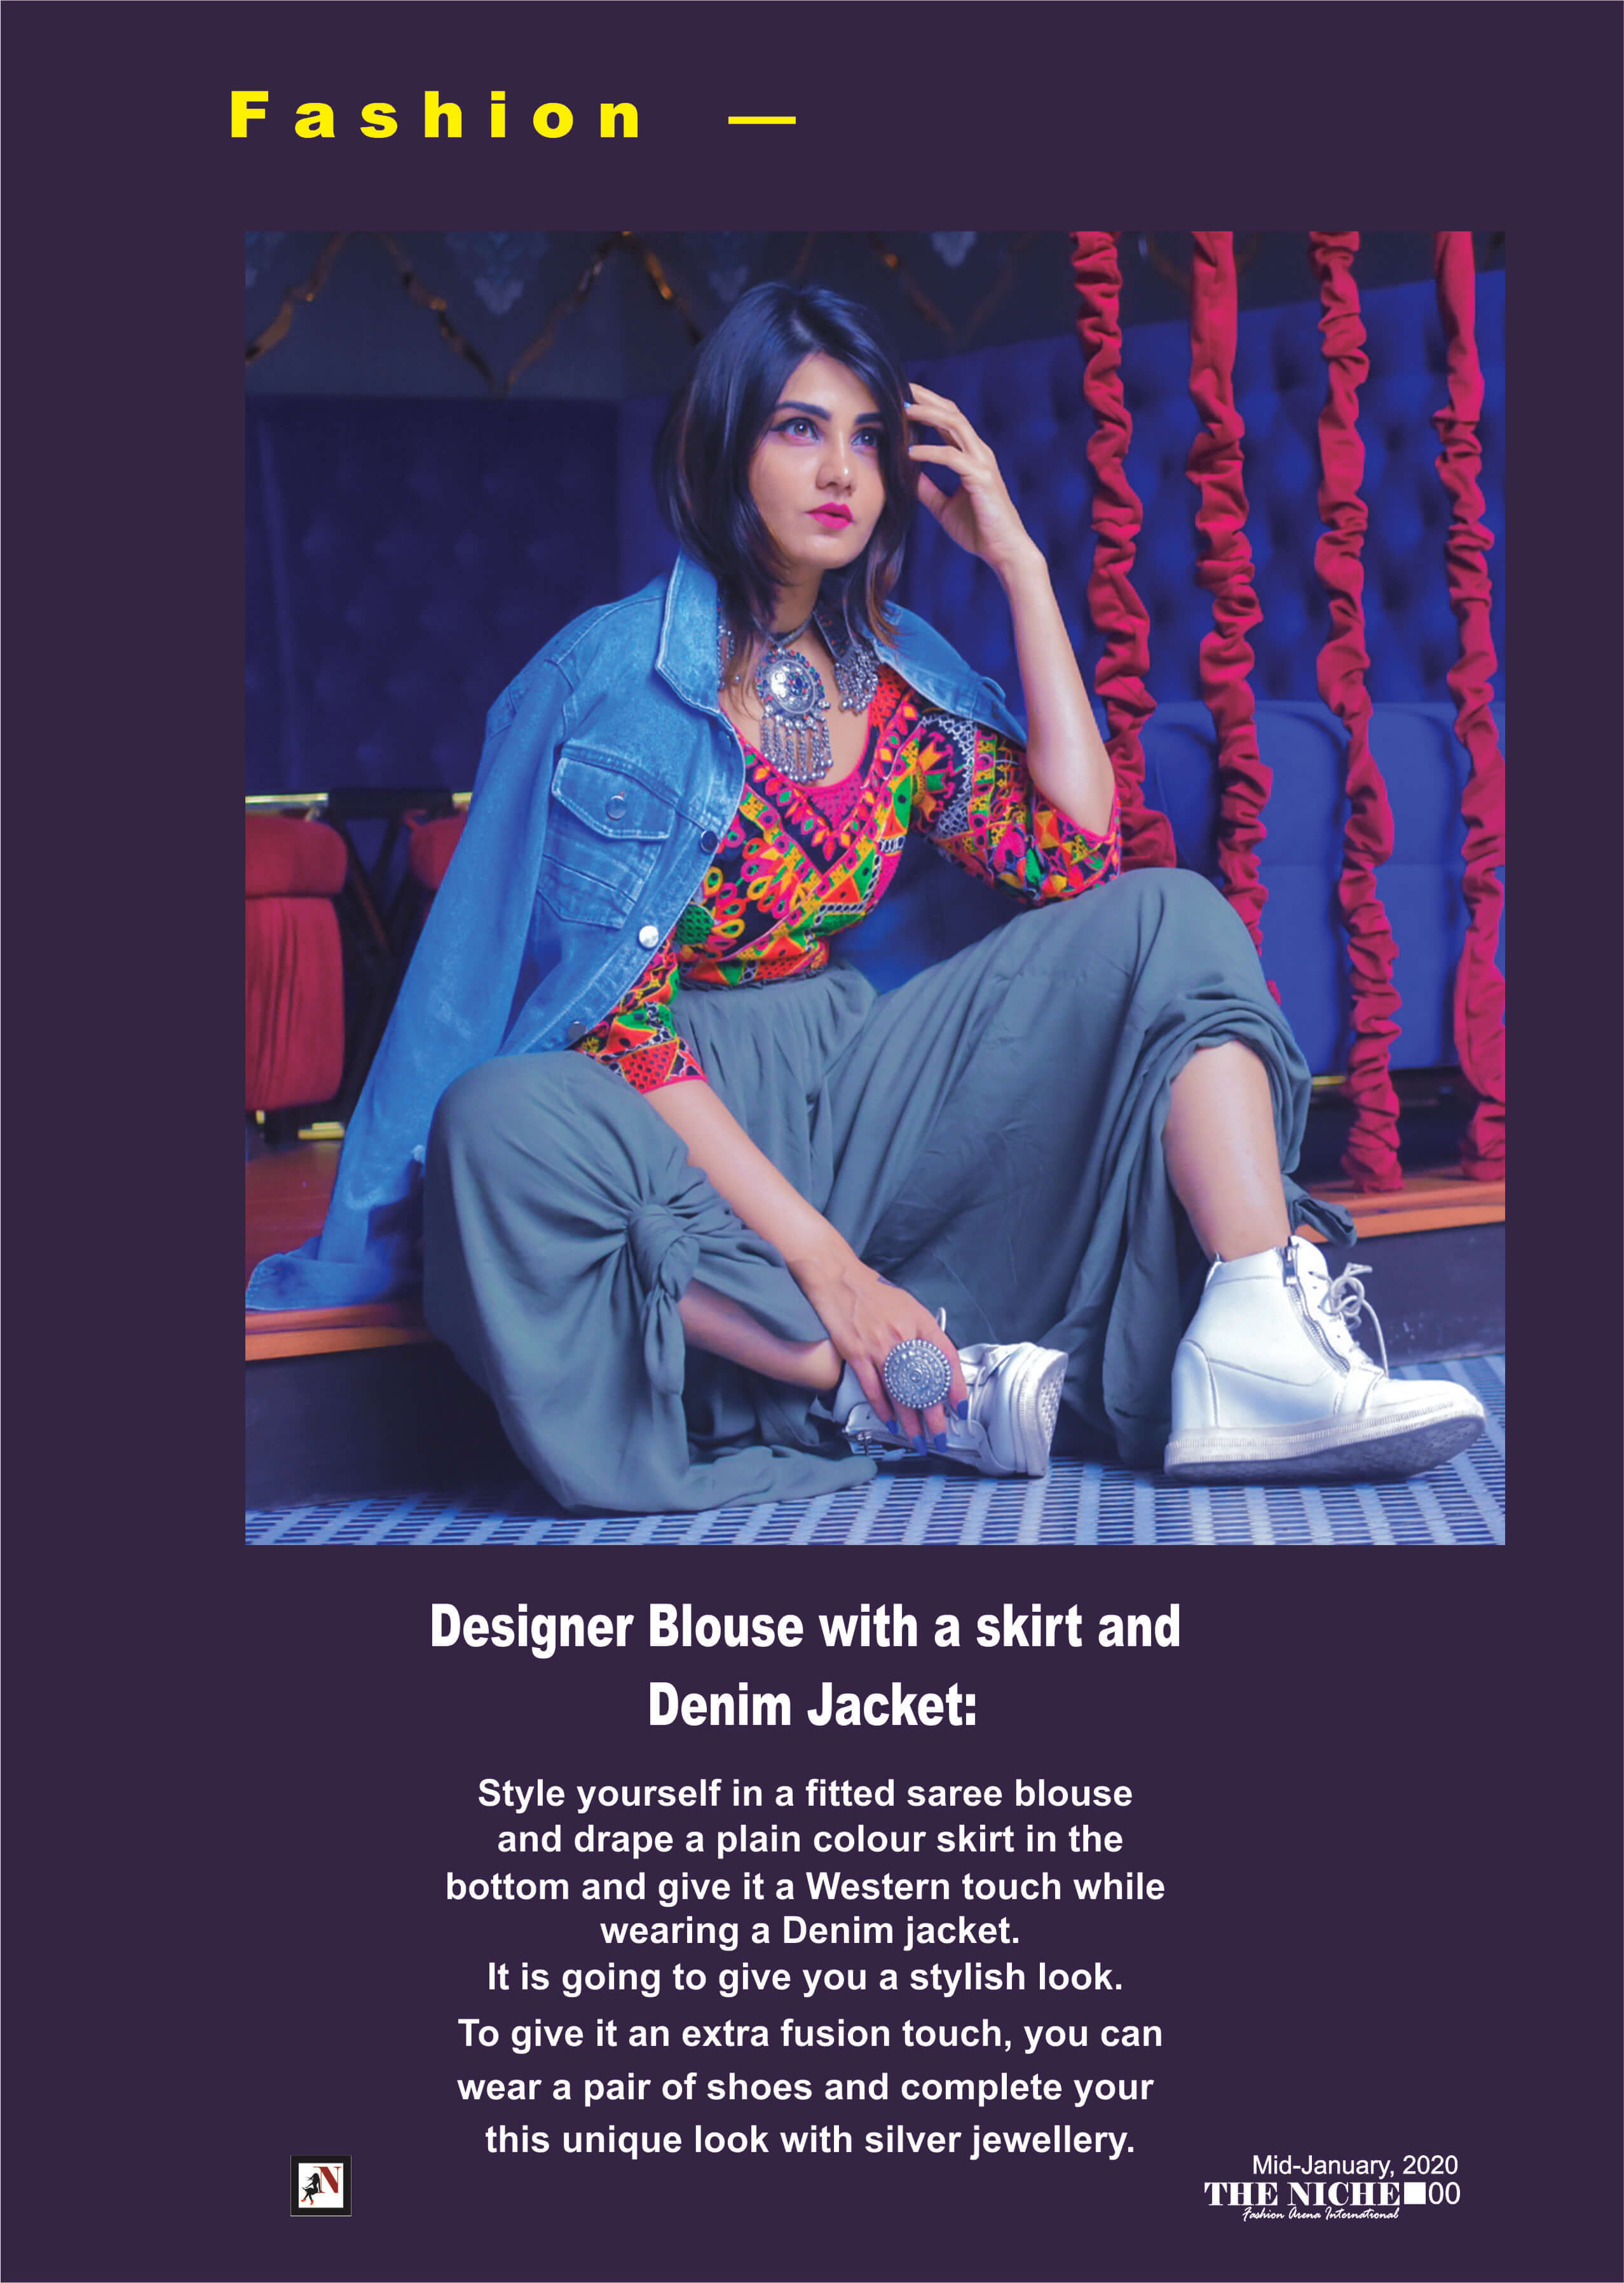 Fashion —
Designer Blouse with a skirt and
Denim Jacket:
Style yourself in a fitted saree blouse
and drape a plain colour skirt in the
bottom and give it a Western touch while
wearing a Denim jacket.
It is going to give you a stylish look.
To give it an extra fusion touch, you can
wear a pair of shoes and complete your
this unique look with silver jewellery.
N
Mid-January, 2020
THE NICHE■00
Fashion Arena International